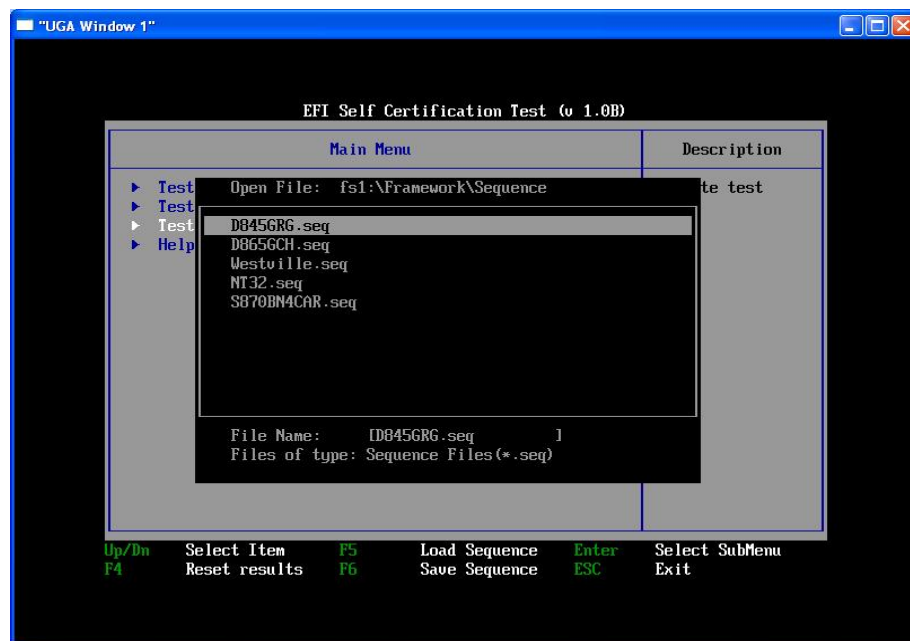 "UGA Window 1"
EFI Self Certification Test (v 1.0B)
Main Menu
Description
Test
Test
Test
Help
te test
Open File: fs1:\Framework\Sequence
D845GRG.seq
D865GCH.seq
Westville.seq
NT32.seq
S870BN4CAR.seq
File Name: [D845GRG.seq ]
Files of type: Sequence Files(*.seq)
Up/Dn Select Item F5 Load Sequence Enter Select SubMenu
F4 Reset results F6 Save Sequence ESC Exit